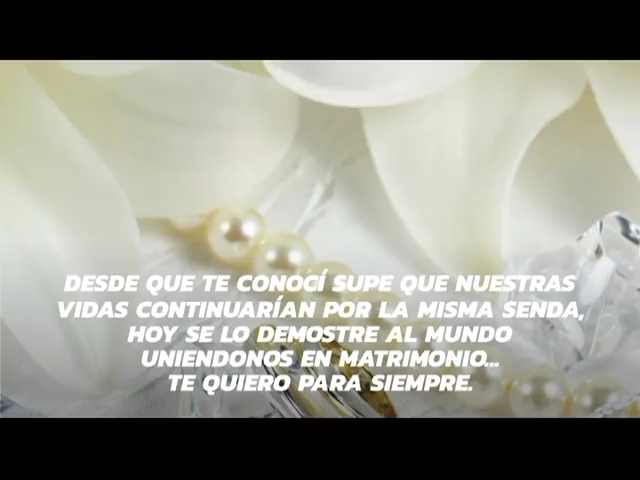 DESDE QUE TE CONOCÍ SUPE QUE NUESTRAS
VIDAS CONTINUARÍAN POR LA MISMA SENDA,
HOY SE LO DEMOSTRE AL MUNDO
UNIENDONOS EN MATRIMONIO...
TE QUIERO PARA SIEMPRE.